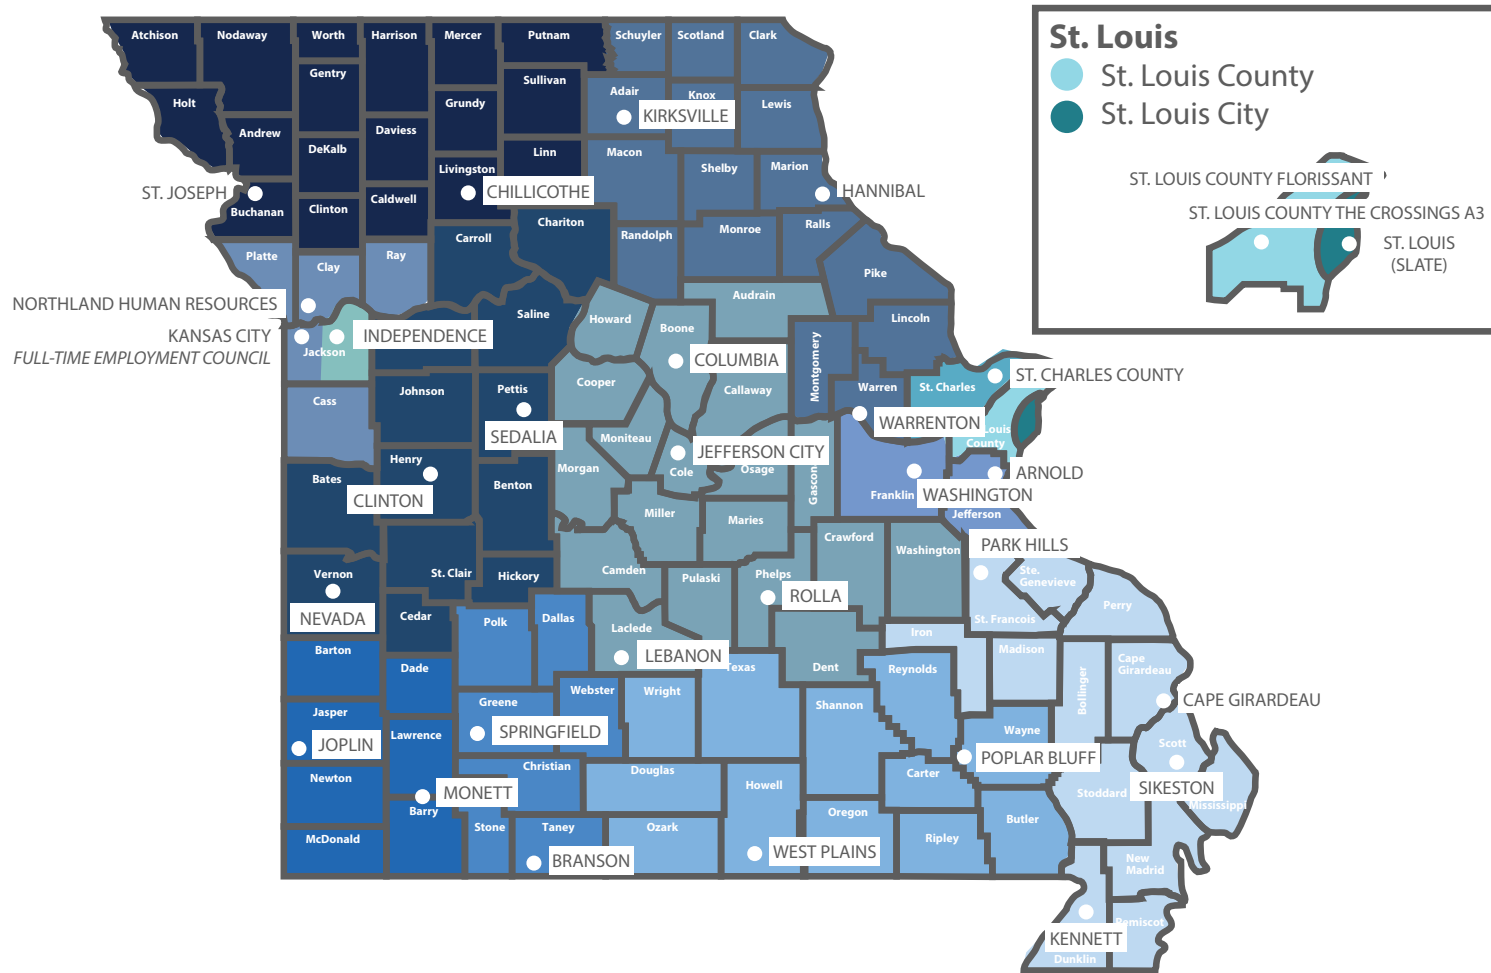 Atchison
Nodaway
Worth
Harrison
Mercer
Putnam
Schuyler
Scotland
Clark
St. Louis
St. Louis County
St. Louis City
Gentry
Sullivan
Adair
Knox
Lewis
Holt
Grundy
KIRKSVILLE
Andrew
Daviess
DeKalb
Linn
Macon
Livingston
Shelby
Marion
ST. JOSEPH
CHILLICOTHE
HANNIBAL
ST. LOUIS COUNTY FLORISSANT
Buchanan
Clinton
Caldwell
ST. LOUIS COUNTY THE CROSSINGS A3
Chariton
Carroll
Randolph
Monroe
Ralls
ST. LOUIS
(SLATE)
Platte
Clay
Ray
Pike
Audrain
NORTHLAND HUMAN RESOURCES
Saline
Howard
Boone
Lincoln
KANSAS CITY
INDEPENDENCE
FULL-TIME EMPLOYMENT COUNCIL
Jackson
COLUMBIA
Montgomery
ST. CHARLES COUNTY
Cass
Johnson
Pettis
Cooper
Callaway
Warren
St. Charles
SEDALIA
WARRENTON
Moniteau
Louis
County
JEFFERSON CITY
Henry
Morgan
Cole
Osage
Gascon
ARNOLD
Bates
CLINTON
Benton
Franklin
WASHINGTON
Miller
Maries
Jefferson
Crawford
Washington
PARK HILLS
Vernon
St. Clair
Hickory
Camden
Pulaski
Phelps
Ste.
Genevieve
NEVADA
ROLLA
Perry
Cedar
Polk
Dallas
Laclede
Iron
St. Francois
Barton
LEBANON
Texas
Dent
Madison
Cape
Girardeau
Dade
Reynolds
Bollinger
Jasper
Greene
Webster
Wright
Shannon
CAPE GIRARDEAU
JOPLIN
Lawrence
SPRINGFIELD
Wayne
Scott
Newton
Christian
Douglas
Howell
Carter
POPLAR BLUFF
SIKESTON
MONETT
Stoddard
Mississippi
Barry
Oregon
Butler
McDonald
Stone
Taney
Ozark
Ripley
BRANSON
WEST PLAINS
New
Madrid
Pemiscot
KENNETT
Dunklin